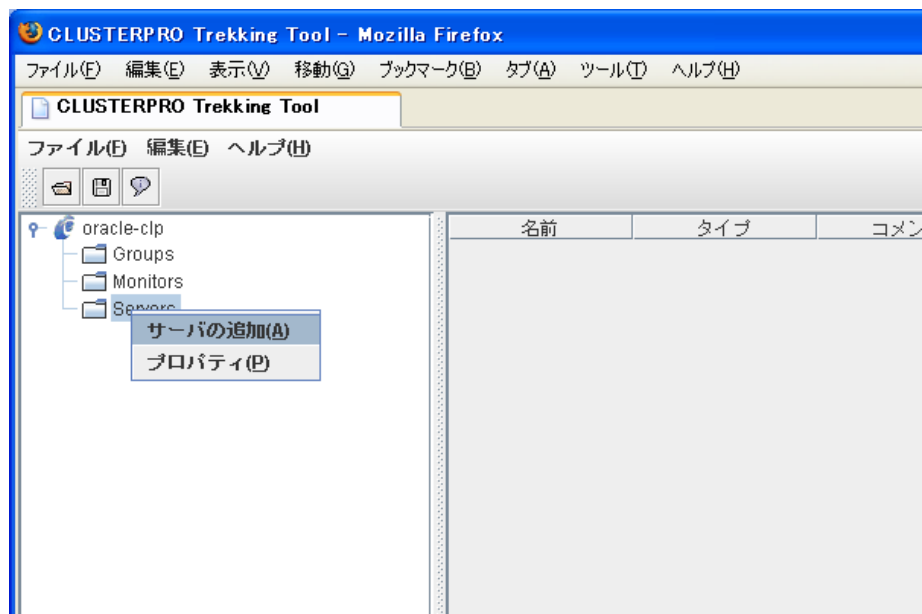 CLUSTERPRO Trekking Tool - Mozilla Firefox
ファイル(F) 編集(E) 表示(V) 移動(G) ブックマーク(B) タブ(A) ツール(T) ヘルプ(H)
CLUSTERPRO Trekking Tool
ファイル(F) 編集(E) ヘルプ(H)
oracle-clp
Groups
Monitors
Servers
サーバの追加(A)
プロパティ(P)
名前 タイプ コメン